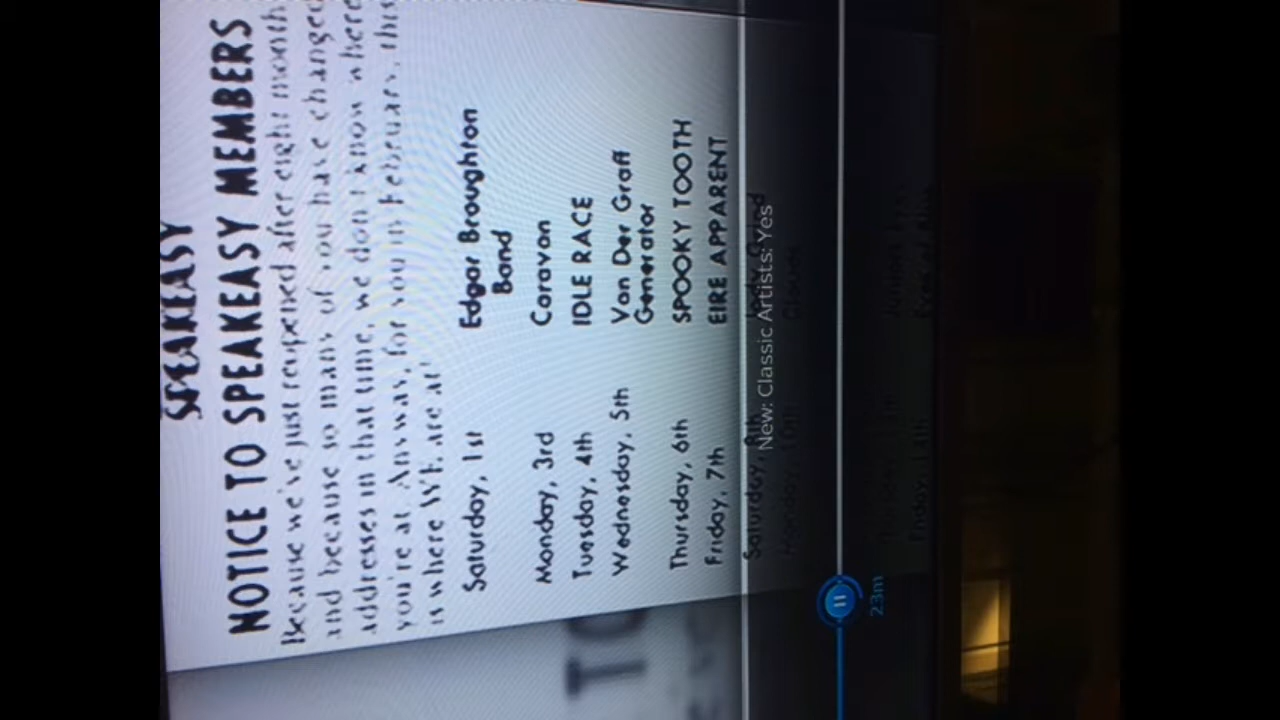 SPEAKEASY
NOTICE TO SPEAKEASY MEMBERS
Because we've just reopened after eight month
and because so many of you have changed
addresses in that time, we don't know where
you're at. Anyway, for you in February, this
is where WE are at!
Saturday, 1st Edgar Broughton
Band
Monday, 3rd Caravan
Tuesday, 4th IDLE RACE
Wednesday, 5th Van Der Graff
Generator
Thursday, 6th SPOOKY TOOTH
Friday, 7th EIRE APPARENT
Saturday, 8th
New: Classic Artists: Yes
23m